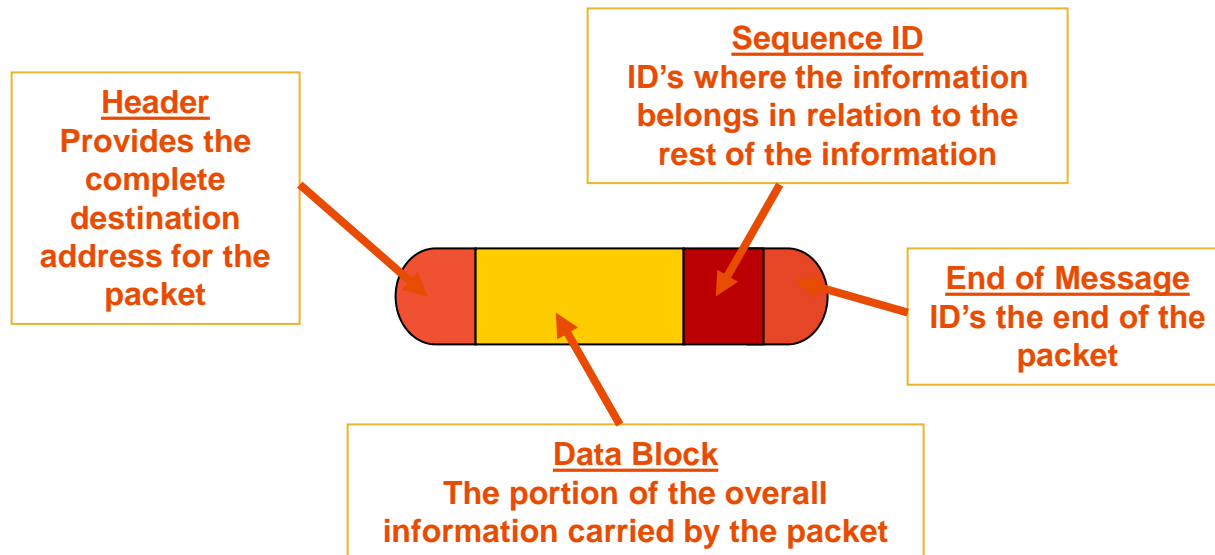 Header
Provides the
complete
destination
address for the
packet
Sequence ID
ID’s where the information
belongs in relation to the
rest of the information
End of Message
ID’s the end of the
packet
Data Block
The portion of the overall
information carried by the packet